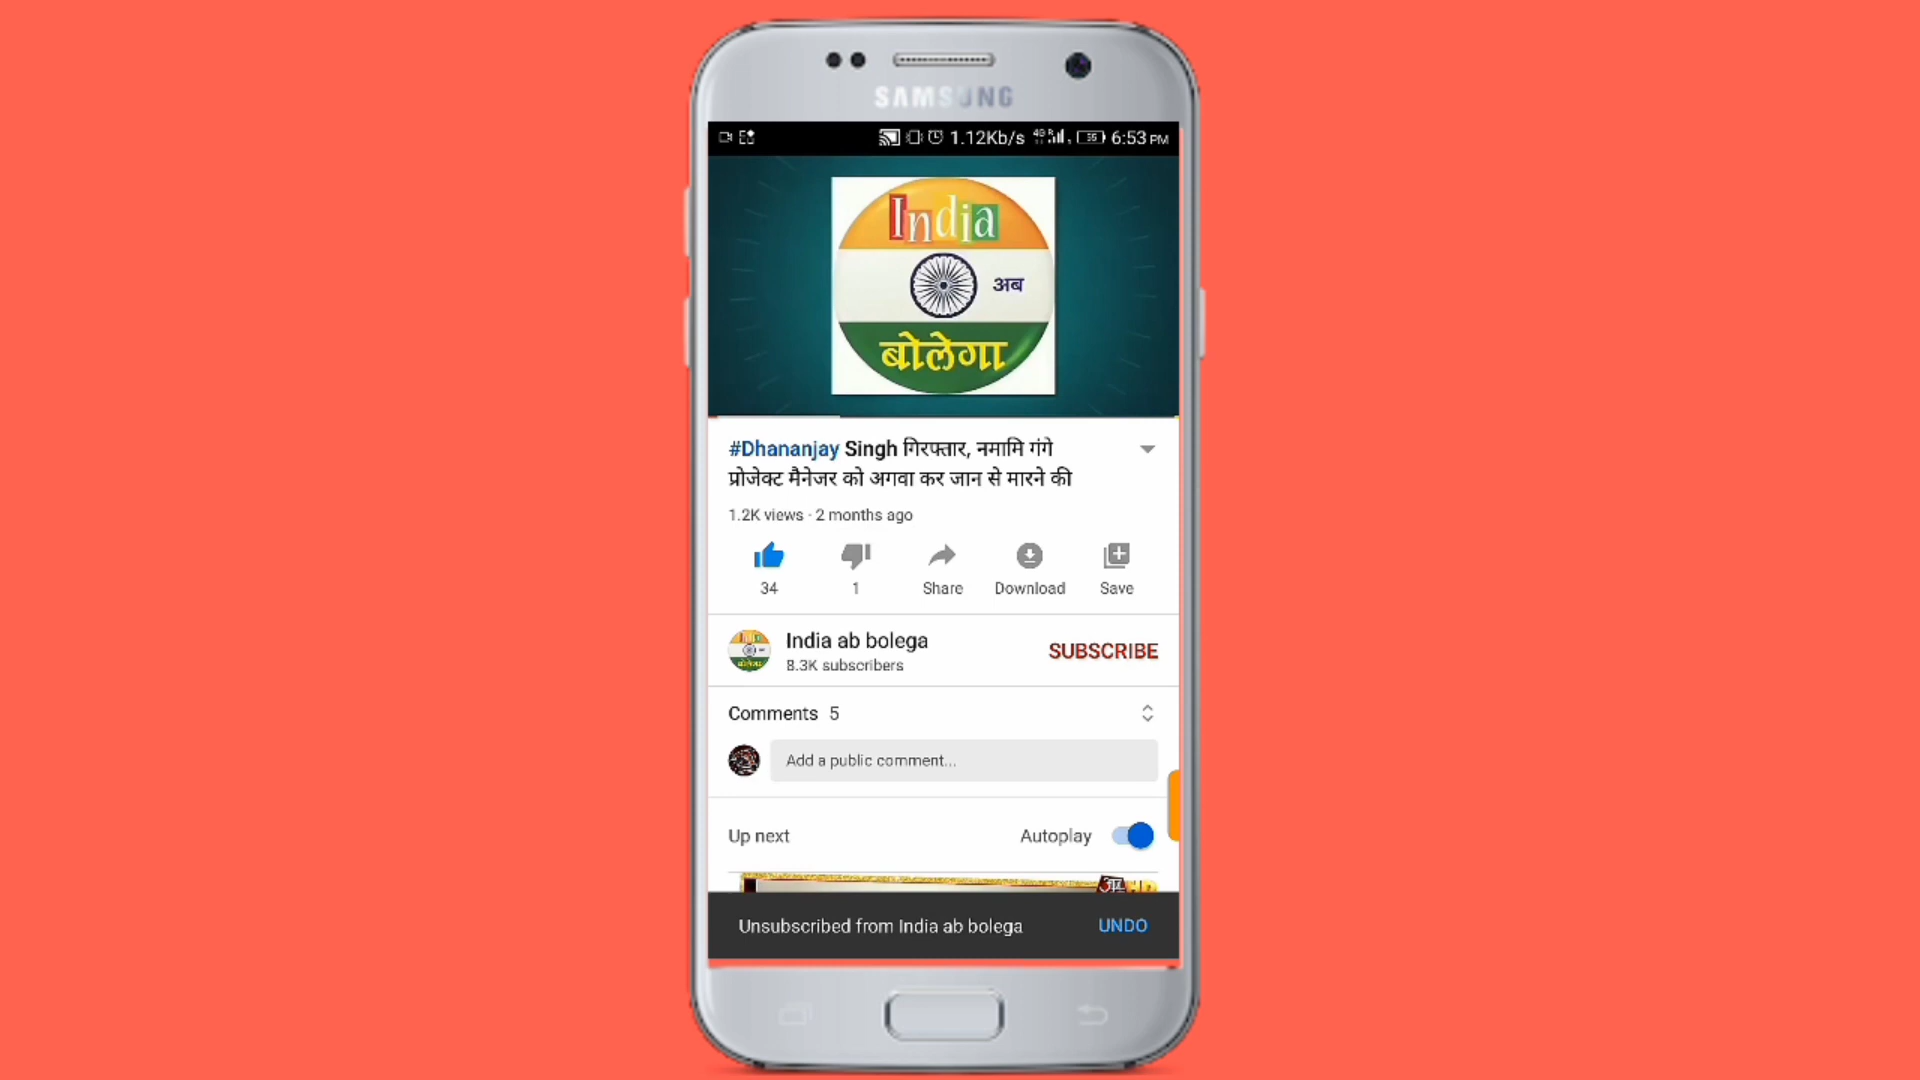 SAMSUNG
1.12Kb/s 4G R 55 6:53 PM
India
अब
बोलेगा
#Dhananjay Singh गिरफ्तार, नमामि गंगे
प्रोजेक्ट मैनेजर को अगवा कर जान से मारने की
1.2K views · 2 months ago
34 1 Share Download Save
India ab bolega
8.3K subscribers
SUBSCRIBE
Comments 5
Add a public comment...
Up next Autoplay
Unsubscribed from India ab bolega UNDO